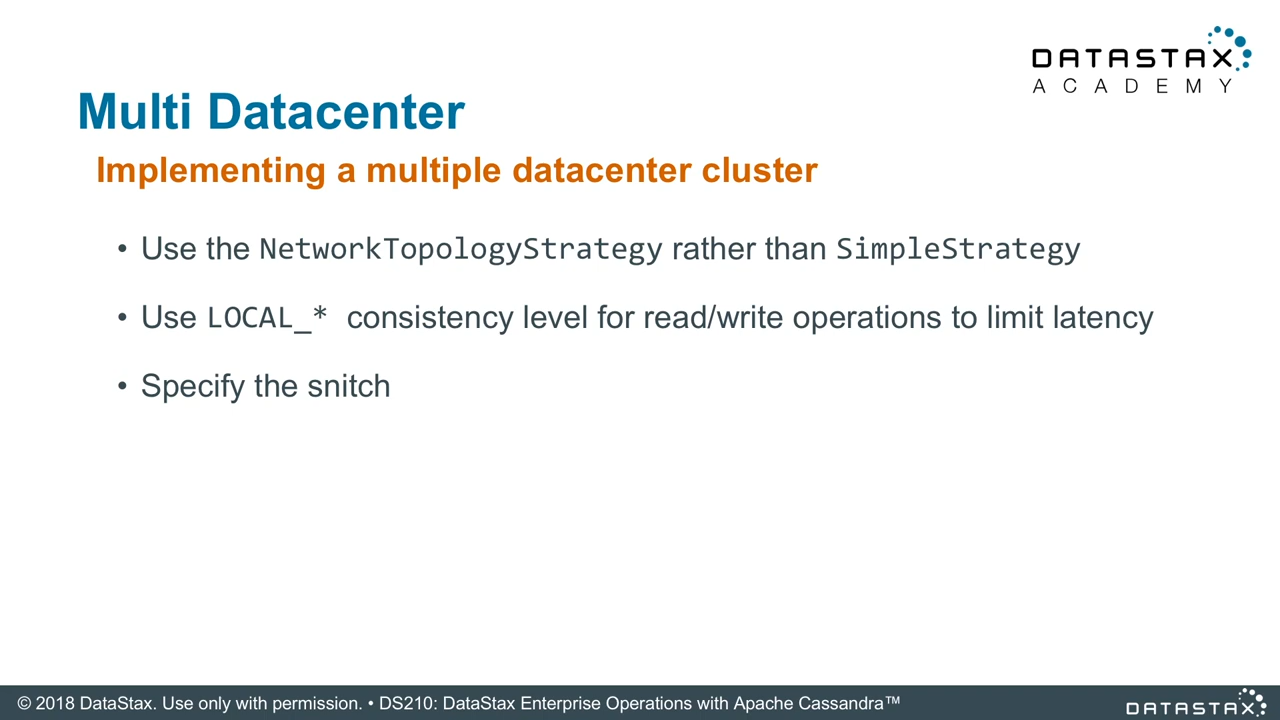 DATASTAX
ACADEMY
Multi Datacenter
Implementing a multiple datacenter cluster
• Use the NetworkTopologyStrategy rather than SimpleStrategy
• Use LOCAL_* consistency level for read/write operations to limit latency
• Specify the snitch
© 2018 DataStax. Use only with permission. • DS210: DataStax Enterprise Operations with Apache Cassandra™
DATASTAX